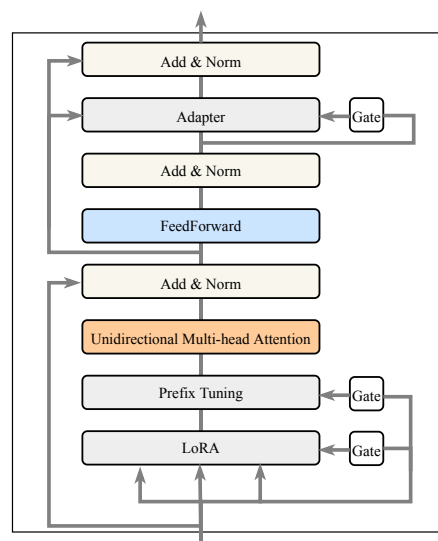 Add & Norm
Adapter
Gate
Add & Norm
FeedForward
Add & Norm
Unidirectional Multi-head Attention
Prefix Tuning
Gate
LoRA
Gate